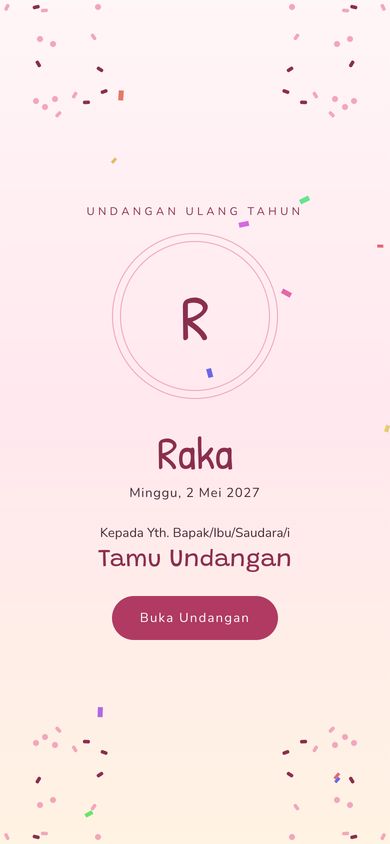 UNDANGAN ULANG TAHUN
R
Raka
Minggu, 2 Mei 2027
Kepada Yth. Bapak/Ibu/Saudara/i
Tamu Undangan
Buka Undangan